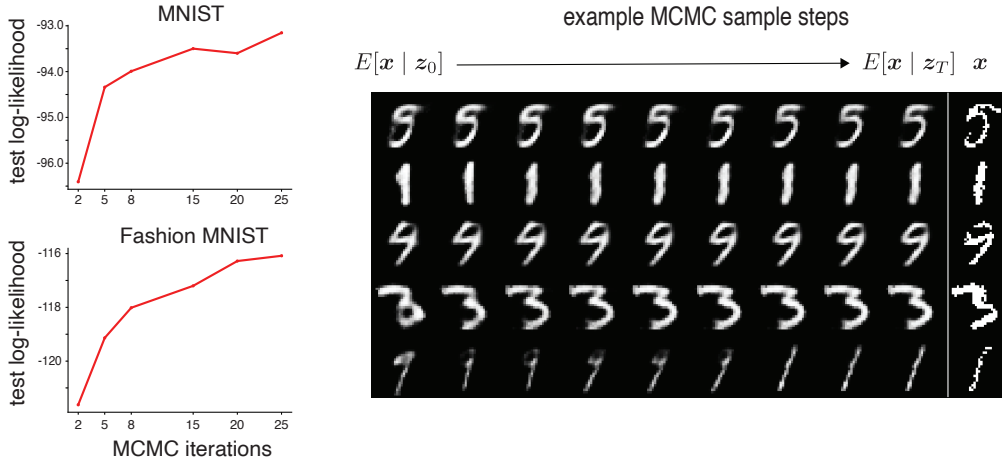 MNIST
test log-likelihood
-93.0
-94.0
-95.0
-96.0
2 5 8 15 20 25
Fashion MNIST
test log-likelihood
-116
-118
-120
2 5 8 15 20 25
MCMC iterations
example MCMC sample steps
E[x | z₀] E[x | z_T] x